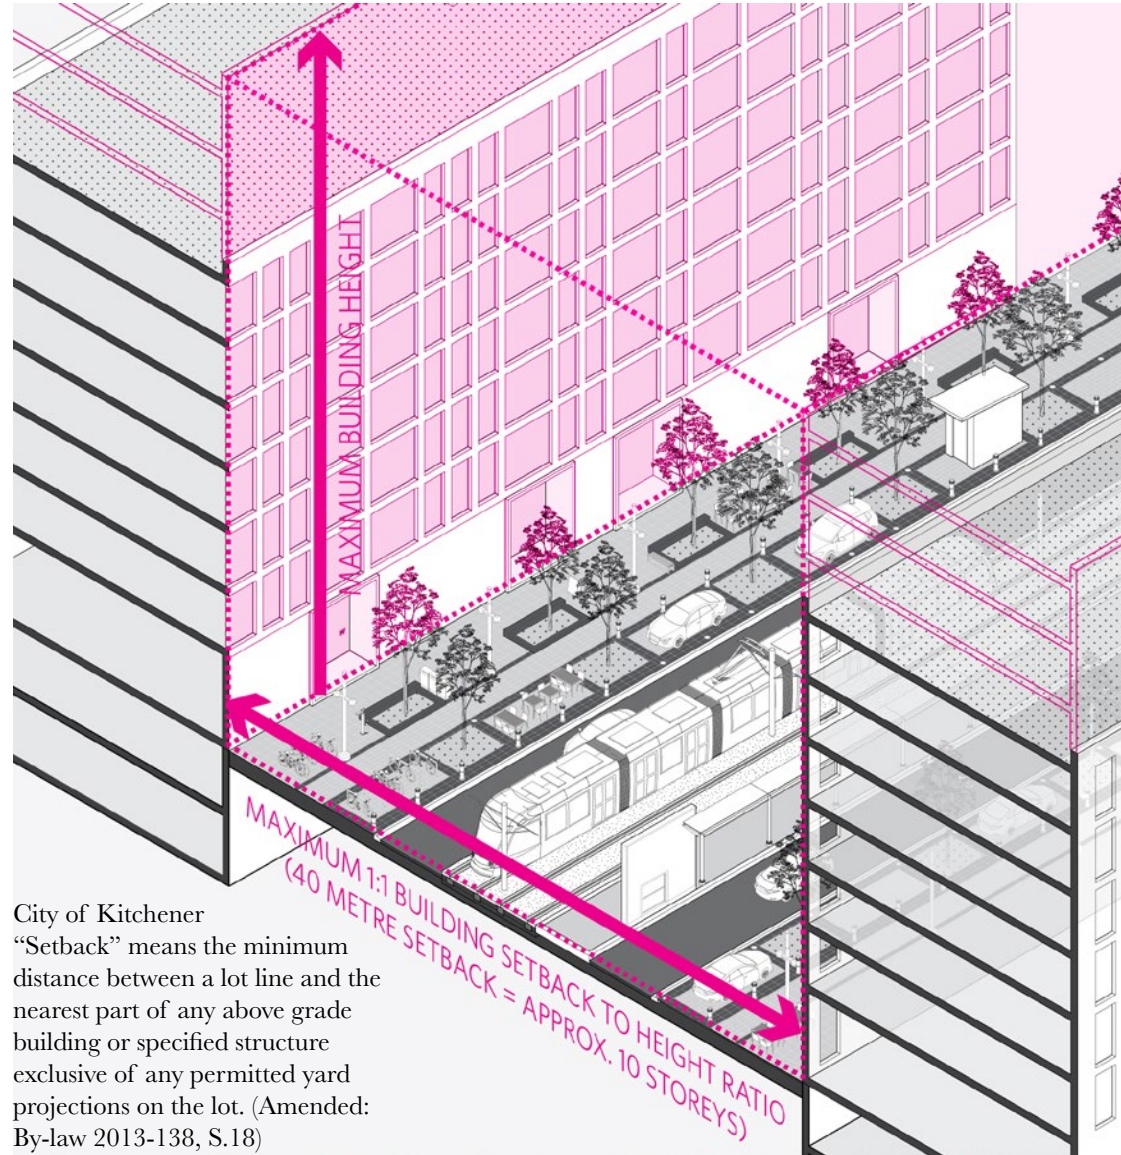 MAXIMUM BUILDING HEIGHT
MAXIMUM 1:1 BUILDING SETBACK TO HEIGHT RATIO
(40 METRE SETBACK = APPROX. 10 STOREYS)
City of Kitchener
“Setback” means the minimum
distance between a lot line and the
nearest part of any above grade
building or specified structure
exclusive of any permitted yard
projections on the lot. (Amended:
By-law 2013-138, S.18)